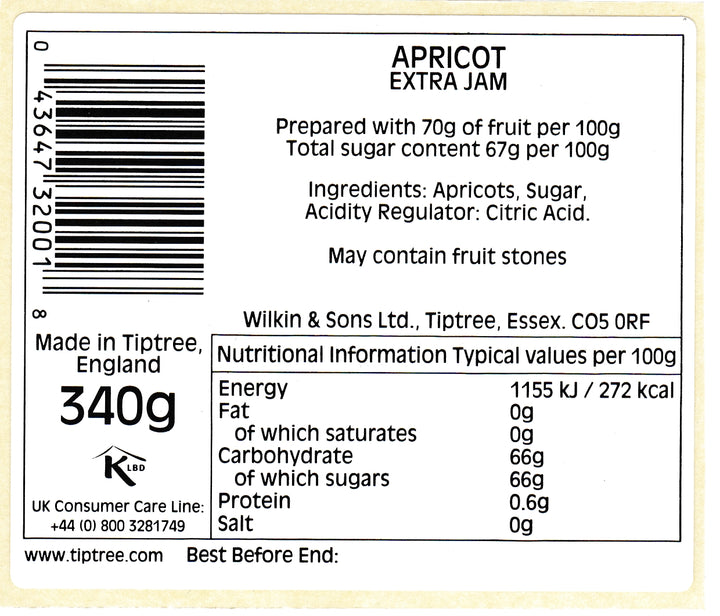 APRICOT
EXTRA JAM
Prepared with 70g of fruit per 100g
Total sugar content 67g per 100g
Ingredients: Apricots, Sugar,
Acidity Regulator: Citric Acid.
May contain fruit stones
Wilkin & Sons Ltd., Tiptree, Essex. CO5 0RF
0 43647 32001 8
Made in Tiptree,
England
340g
K LBD
UK Consumer Care Line:
+44 (0) 800 3281749
Nutritional Information Typical values per 100g
Energy 1155 kJ / 272 kcal
Fat 0g
of which saturates 0g
Carbohydrate 66g
of which sugars 66g
Protein 0.6g
Salt 0g
www.tiptree.com Best Before End: